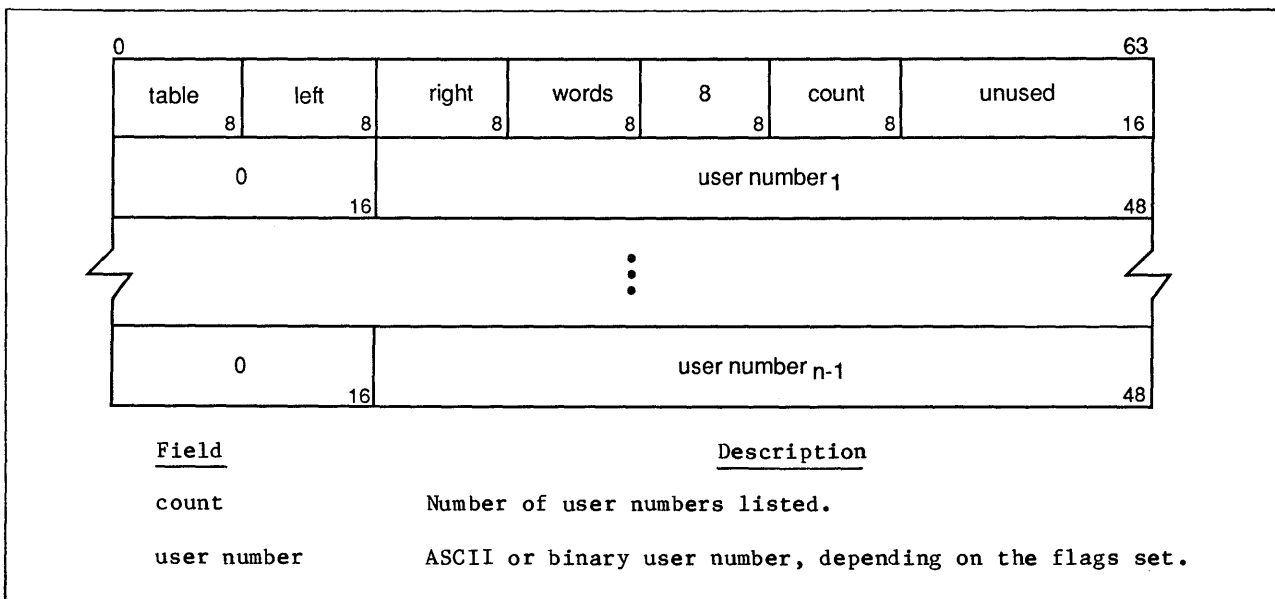 0 63
table left right words 8 count unused
8 8 8 8 8 8 16
0 user number1
16 48
0 user number n-1
16 48
Field Description
count Number of user numbers listed.
user number ASCII or binary user number, depending on the flags set.